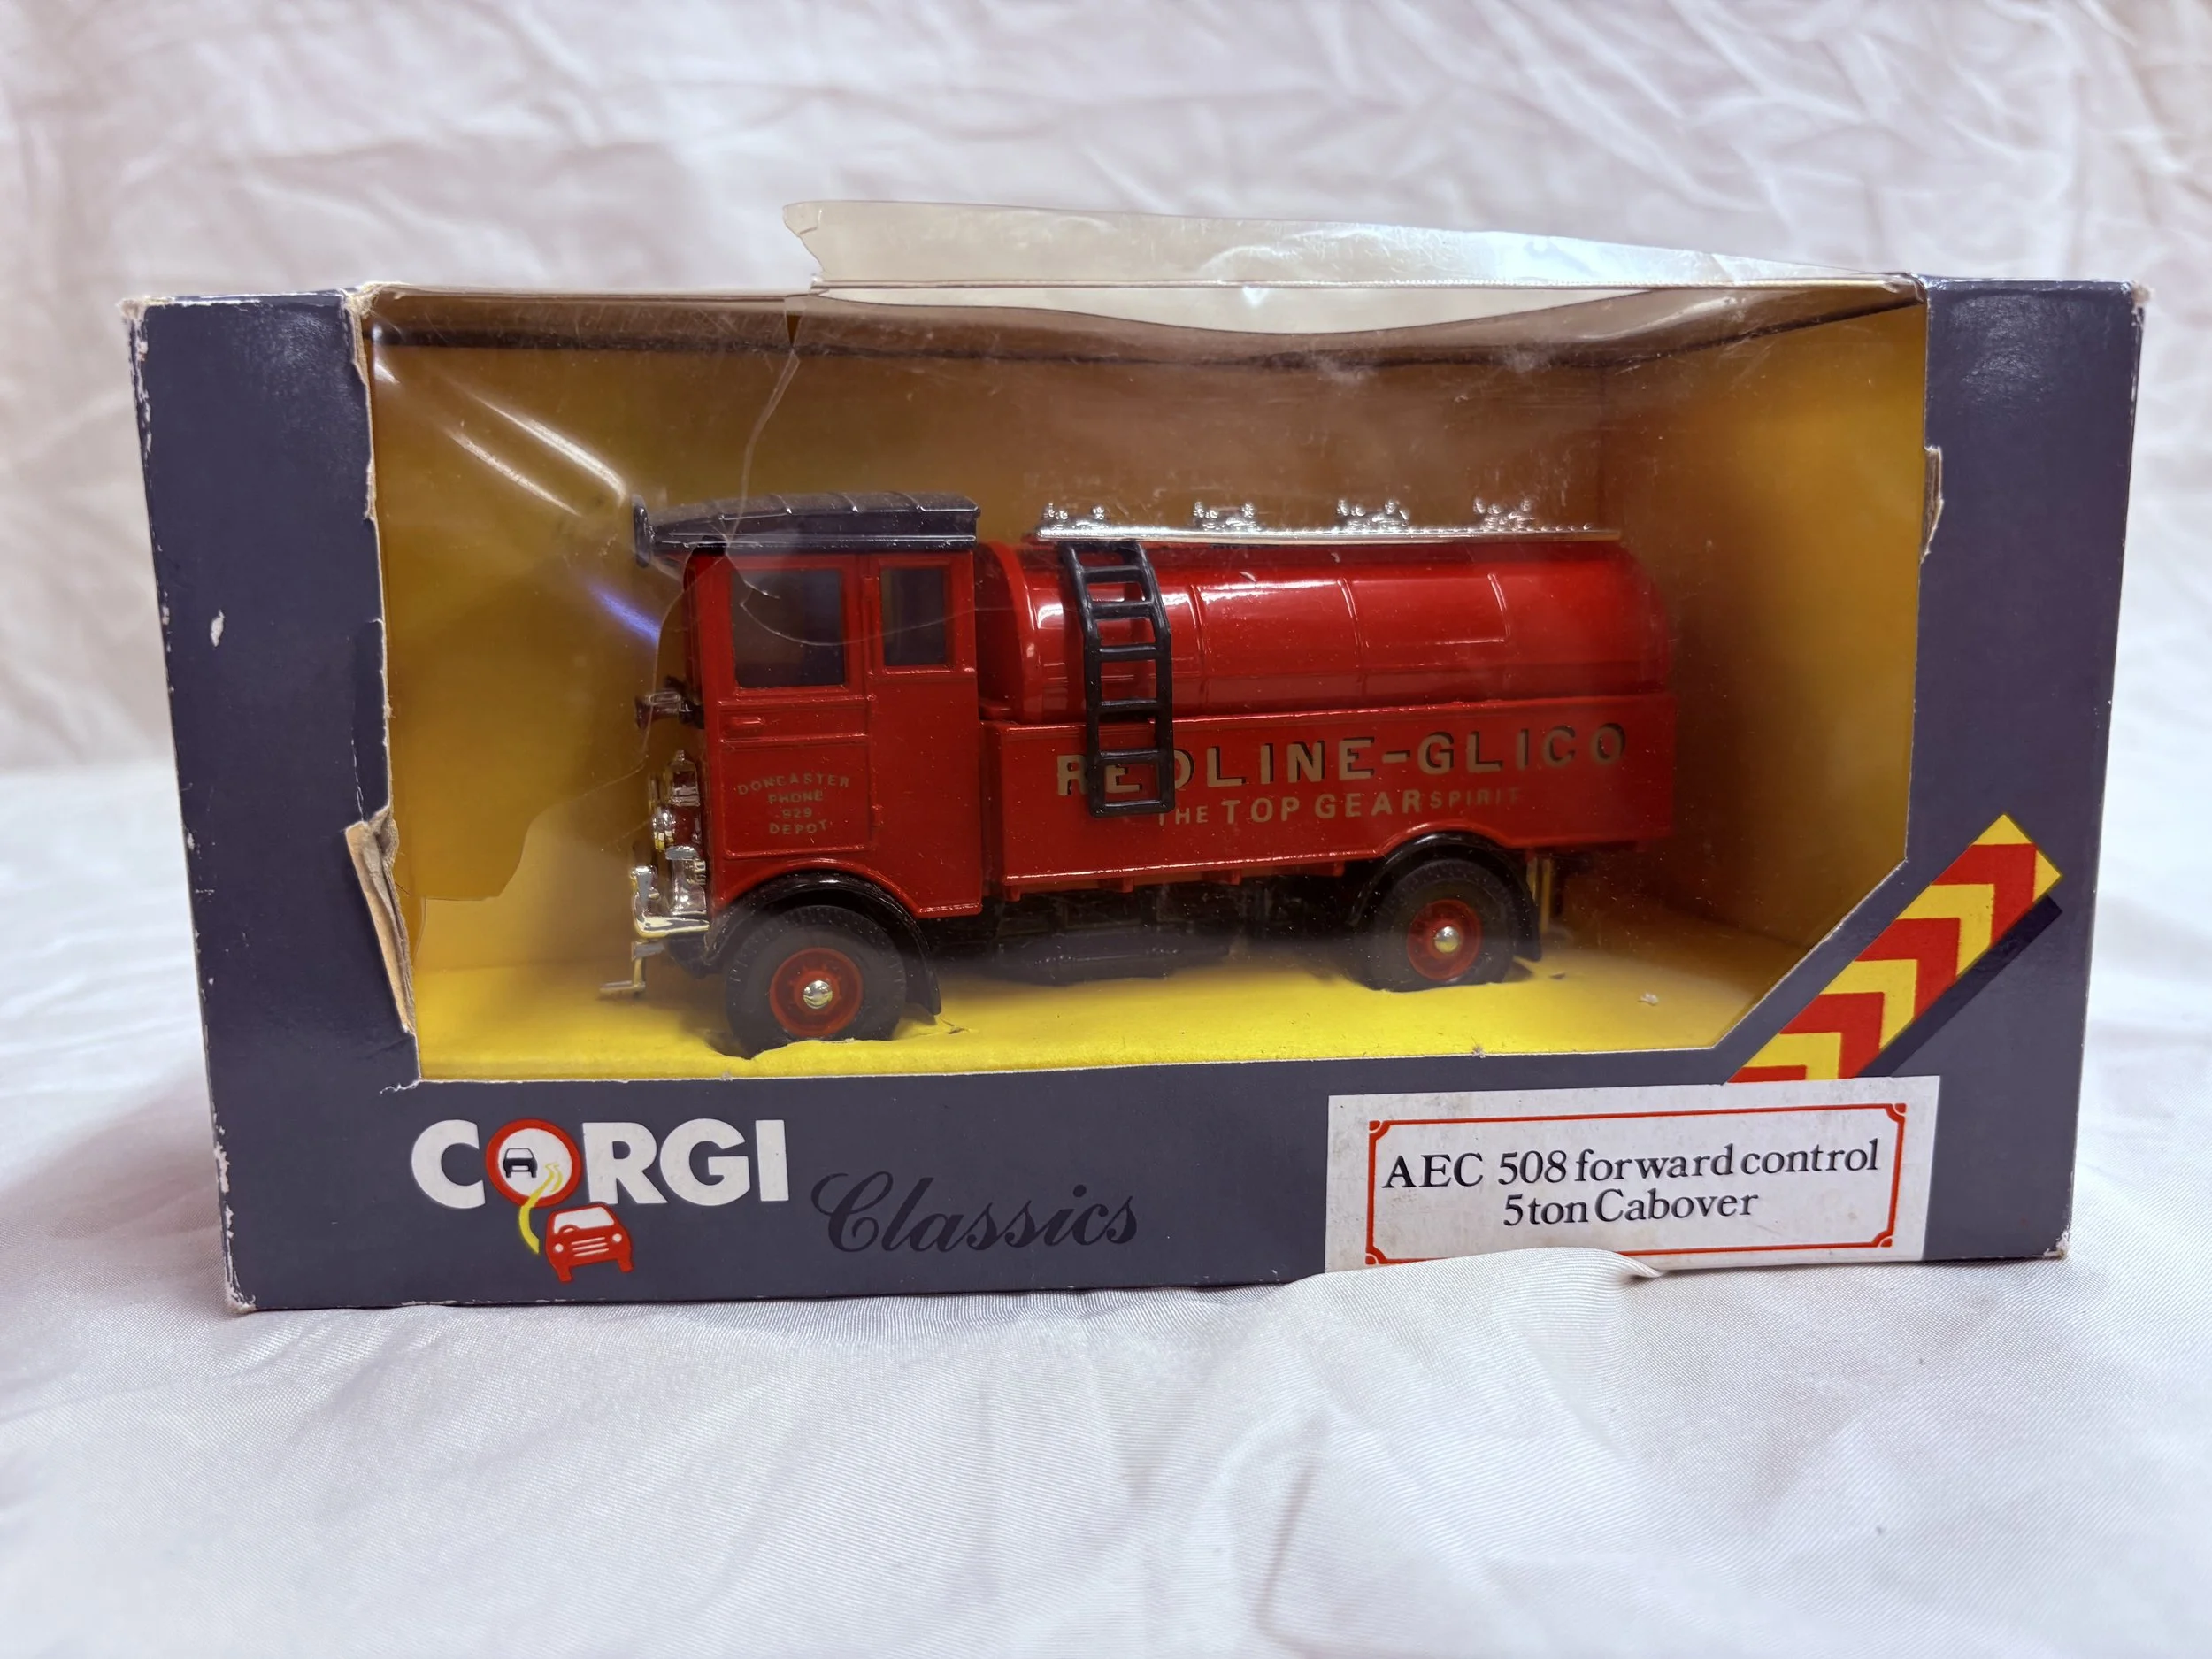 DONCASTER
PHONE
929
DEPOT
REDLINE-GLICO
THE TOP GEAR SPIRIT
CORGI
Classics
AEC 508 forward control
5 ton Cabover